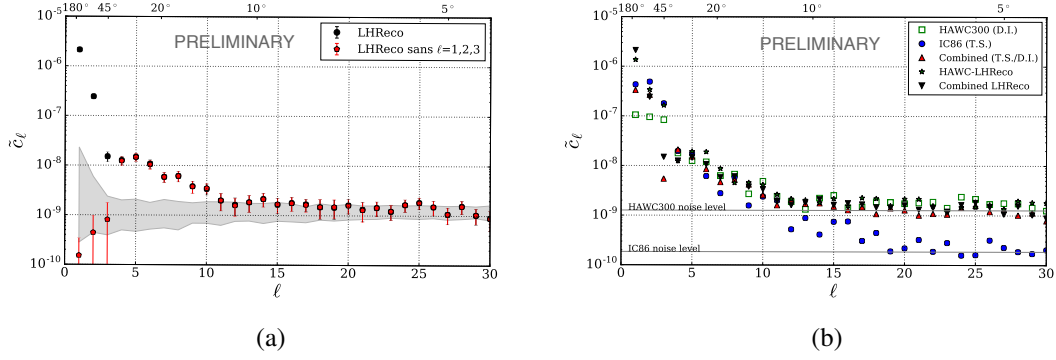 (a)
180° 45° 20° 10° 5°
PRELIMINARY
LHReco
LHReco sans ℓ=1,2,3
10⁻⁵
10⁻⁶
10⁻⁷
10⁻⁸
10⁻⁹
10⁻¹⁰
c̃ℓ
0 5 10 15 20 25 30
ℓ
(a)
(b)
180° 45° 20° 10° 5°
PRELIMINARY
HAWC300 (D.I.)
IC86 (T.S.)
Combined (T.S./D.I.)
HAWC-LHReco
Combined LHReco
10⁻⁵
10⁻⁶
10⁻⁷
10⁻⁸
10⁻⁹
10⁻¹⁰
c̃ℓ
HAWC300 noise level
IC86 noise level
0 5 10 15 20 25 30
ℓ
(b)